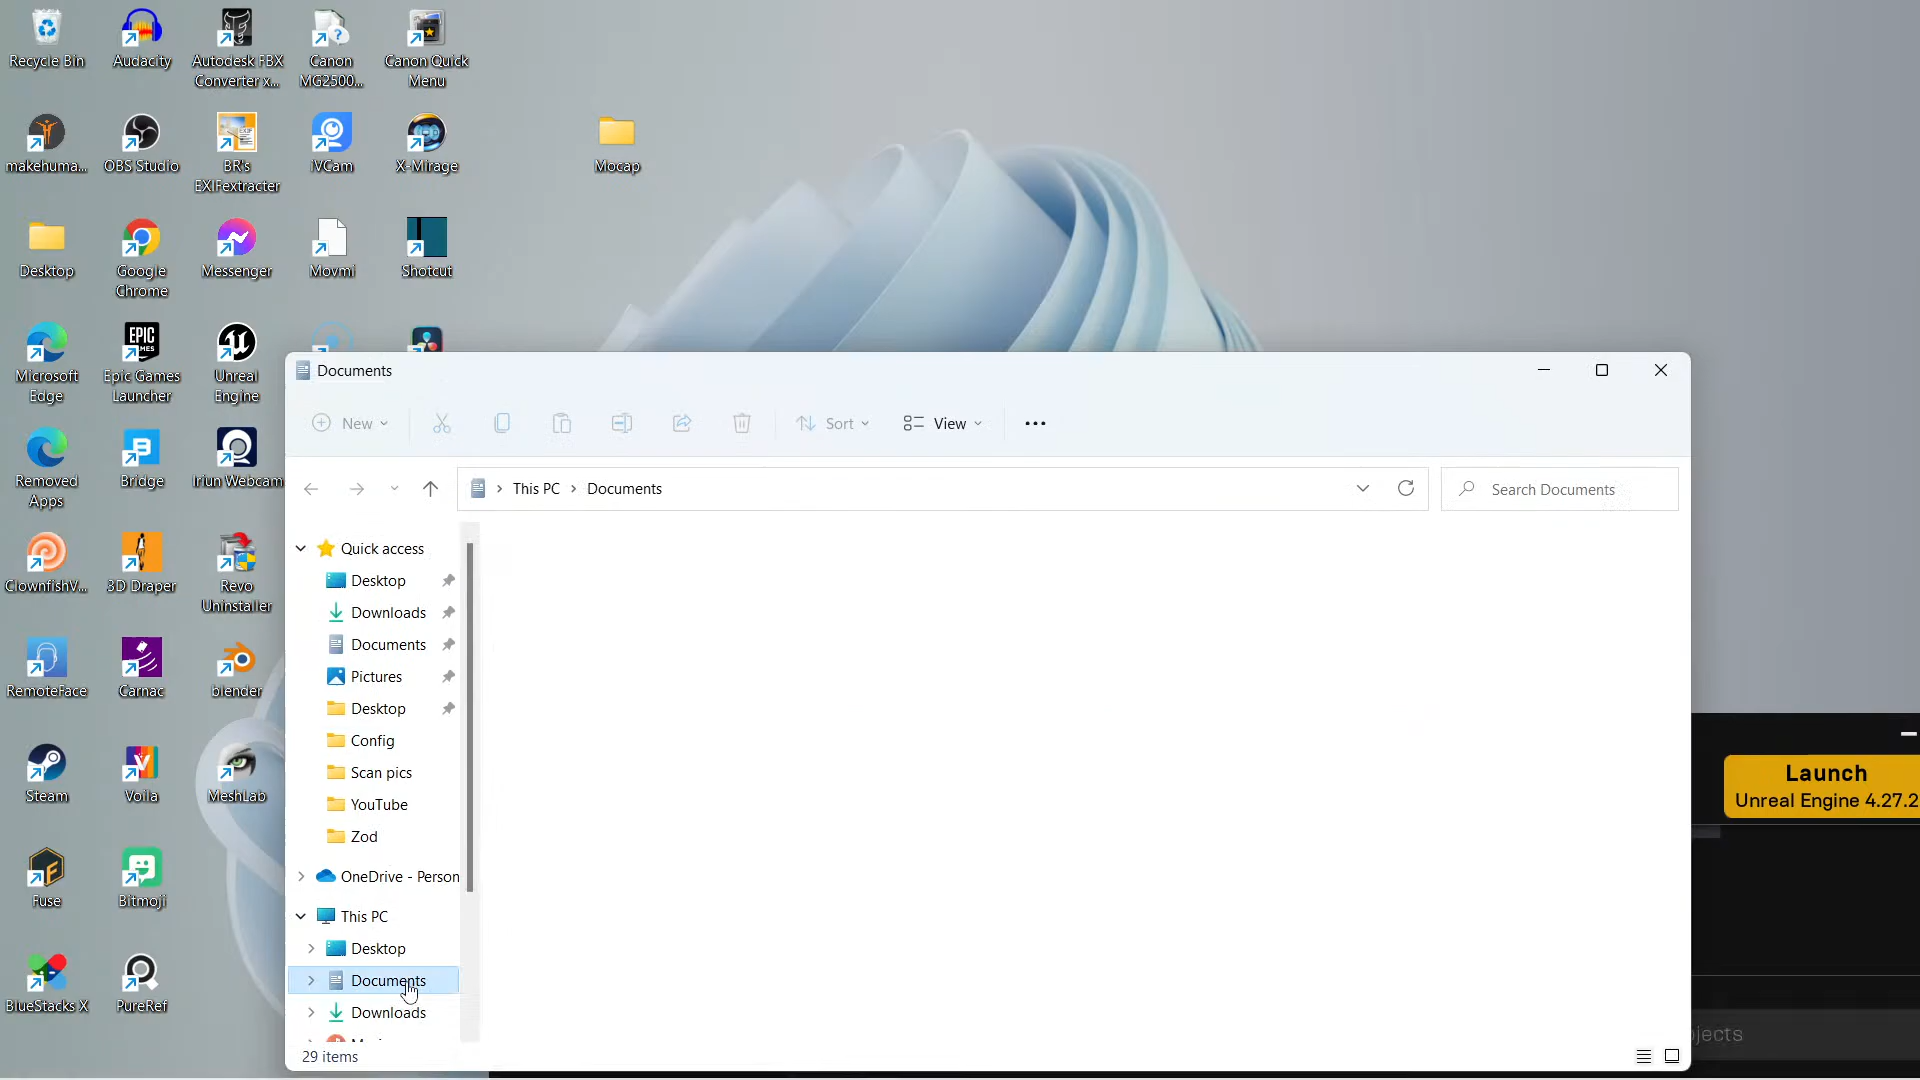 Recycle Bin
Audacity
Autodesk FBX
Converter x...
Canon
MG2500...
Canon Quick
Menu
makehuma...
OBS Studio
BR's
EXIFextracter
iVCam
X-Mirage
Mocap
Desktop
Google
Chrome
Messenger
Movmi
Shotcut
EPIC
GAMES
Microsoft
Edge
Epic Games
Launcher
Unreal
Engine
Removed
Apps
Bridge
Iriun Webcam
ClownfishV...
3D Draper
Revo
Uninstaller
RemoteFace
Carnac
blender
Steam
Voila
MeshLab
Fuse
Bitmoji
BlueStacks X
PureRef
Documents
New
Sort
View
This PC
Documents
Search Documents
Quick access
Desktop
Downloads
Documents
Pictures
Desktop
Config
Scan pics
YouTube
Zod
OneDrive - Person
This PC
Desktop
Documents
Downloads
29 items
Launch
Unreal Engine 4.27.2
jects